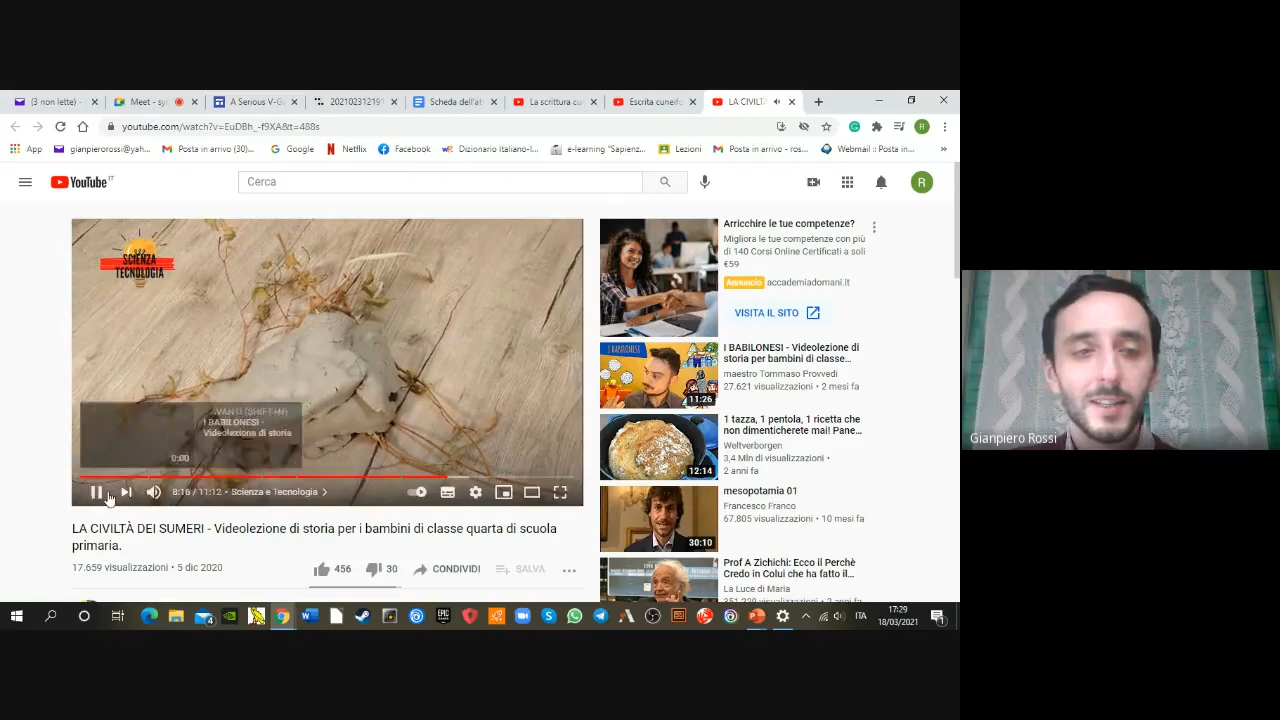 (3 non lette) -
Meet - sy
A Serious V-G
202102312191
Scheda dell'at
La scrittura cu
Escrita cuneifo
LA CIVILT
youtube.com/watch?v=EuDBh_-f9XA&t=488s
App
gianpierorossi@yah...
Posta in arrivo (30)...
Google
Netflix
Facebook
Dizionario Italiano-I...
e-learning "Sapienz...
Lezioni
Posta in arrivo - ros...
Webmail :: Posta in...
YouTube IT
Cerca
R
SCIENZA
TECNOLOGIA
AVANTI (SHIFT+N)
I BABILONESI -
Videolezione di storia
0:00
8:16 / 11:12 • Scienza e Tecnologia
LA CIVILTÀ DEI SUMERI - Videolezione di storia per i bambini di classe quarta di scuola
primaria.
17.659 visualizzazioni • 5 dic 2020
456
30
CONDIVIDI
SALVA
Arricchire le tue competenze?
Migliora le tue competenze con più
di 140 Corsi Online Certificati a soli
€59
Annuncio accademiadomani.it
VISITA IL SITO
I BABILONESI - Videolezione di
storia per bambini di classe...
maestro Tommaso Provvedi
27.621 visualizzazioni • 2 mesi fa
11:26
1 tazza, 1 pentola, 1 ricetta che
non dimenticherete mai! Pane...
Weltverborgen
3,4 Mln di visualizzazioni •
2 anni fa
12:14
mesopotamia 01
Francesco Franco
67.805 visualizzazioni • 10 mesi fa
30:10
Prof A Zichichi: Ecco il Perchè
Credo in Colui che ha fatto il...
La Luce di Maria
ITA
17:29
18/03/2021
Gianpiero Rossi